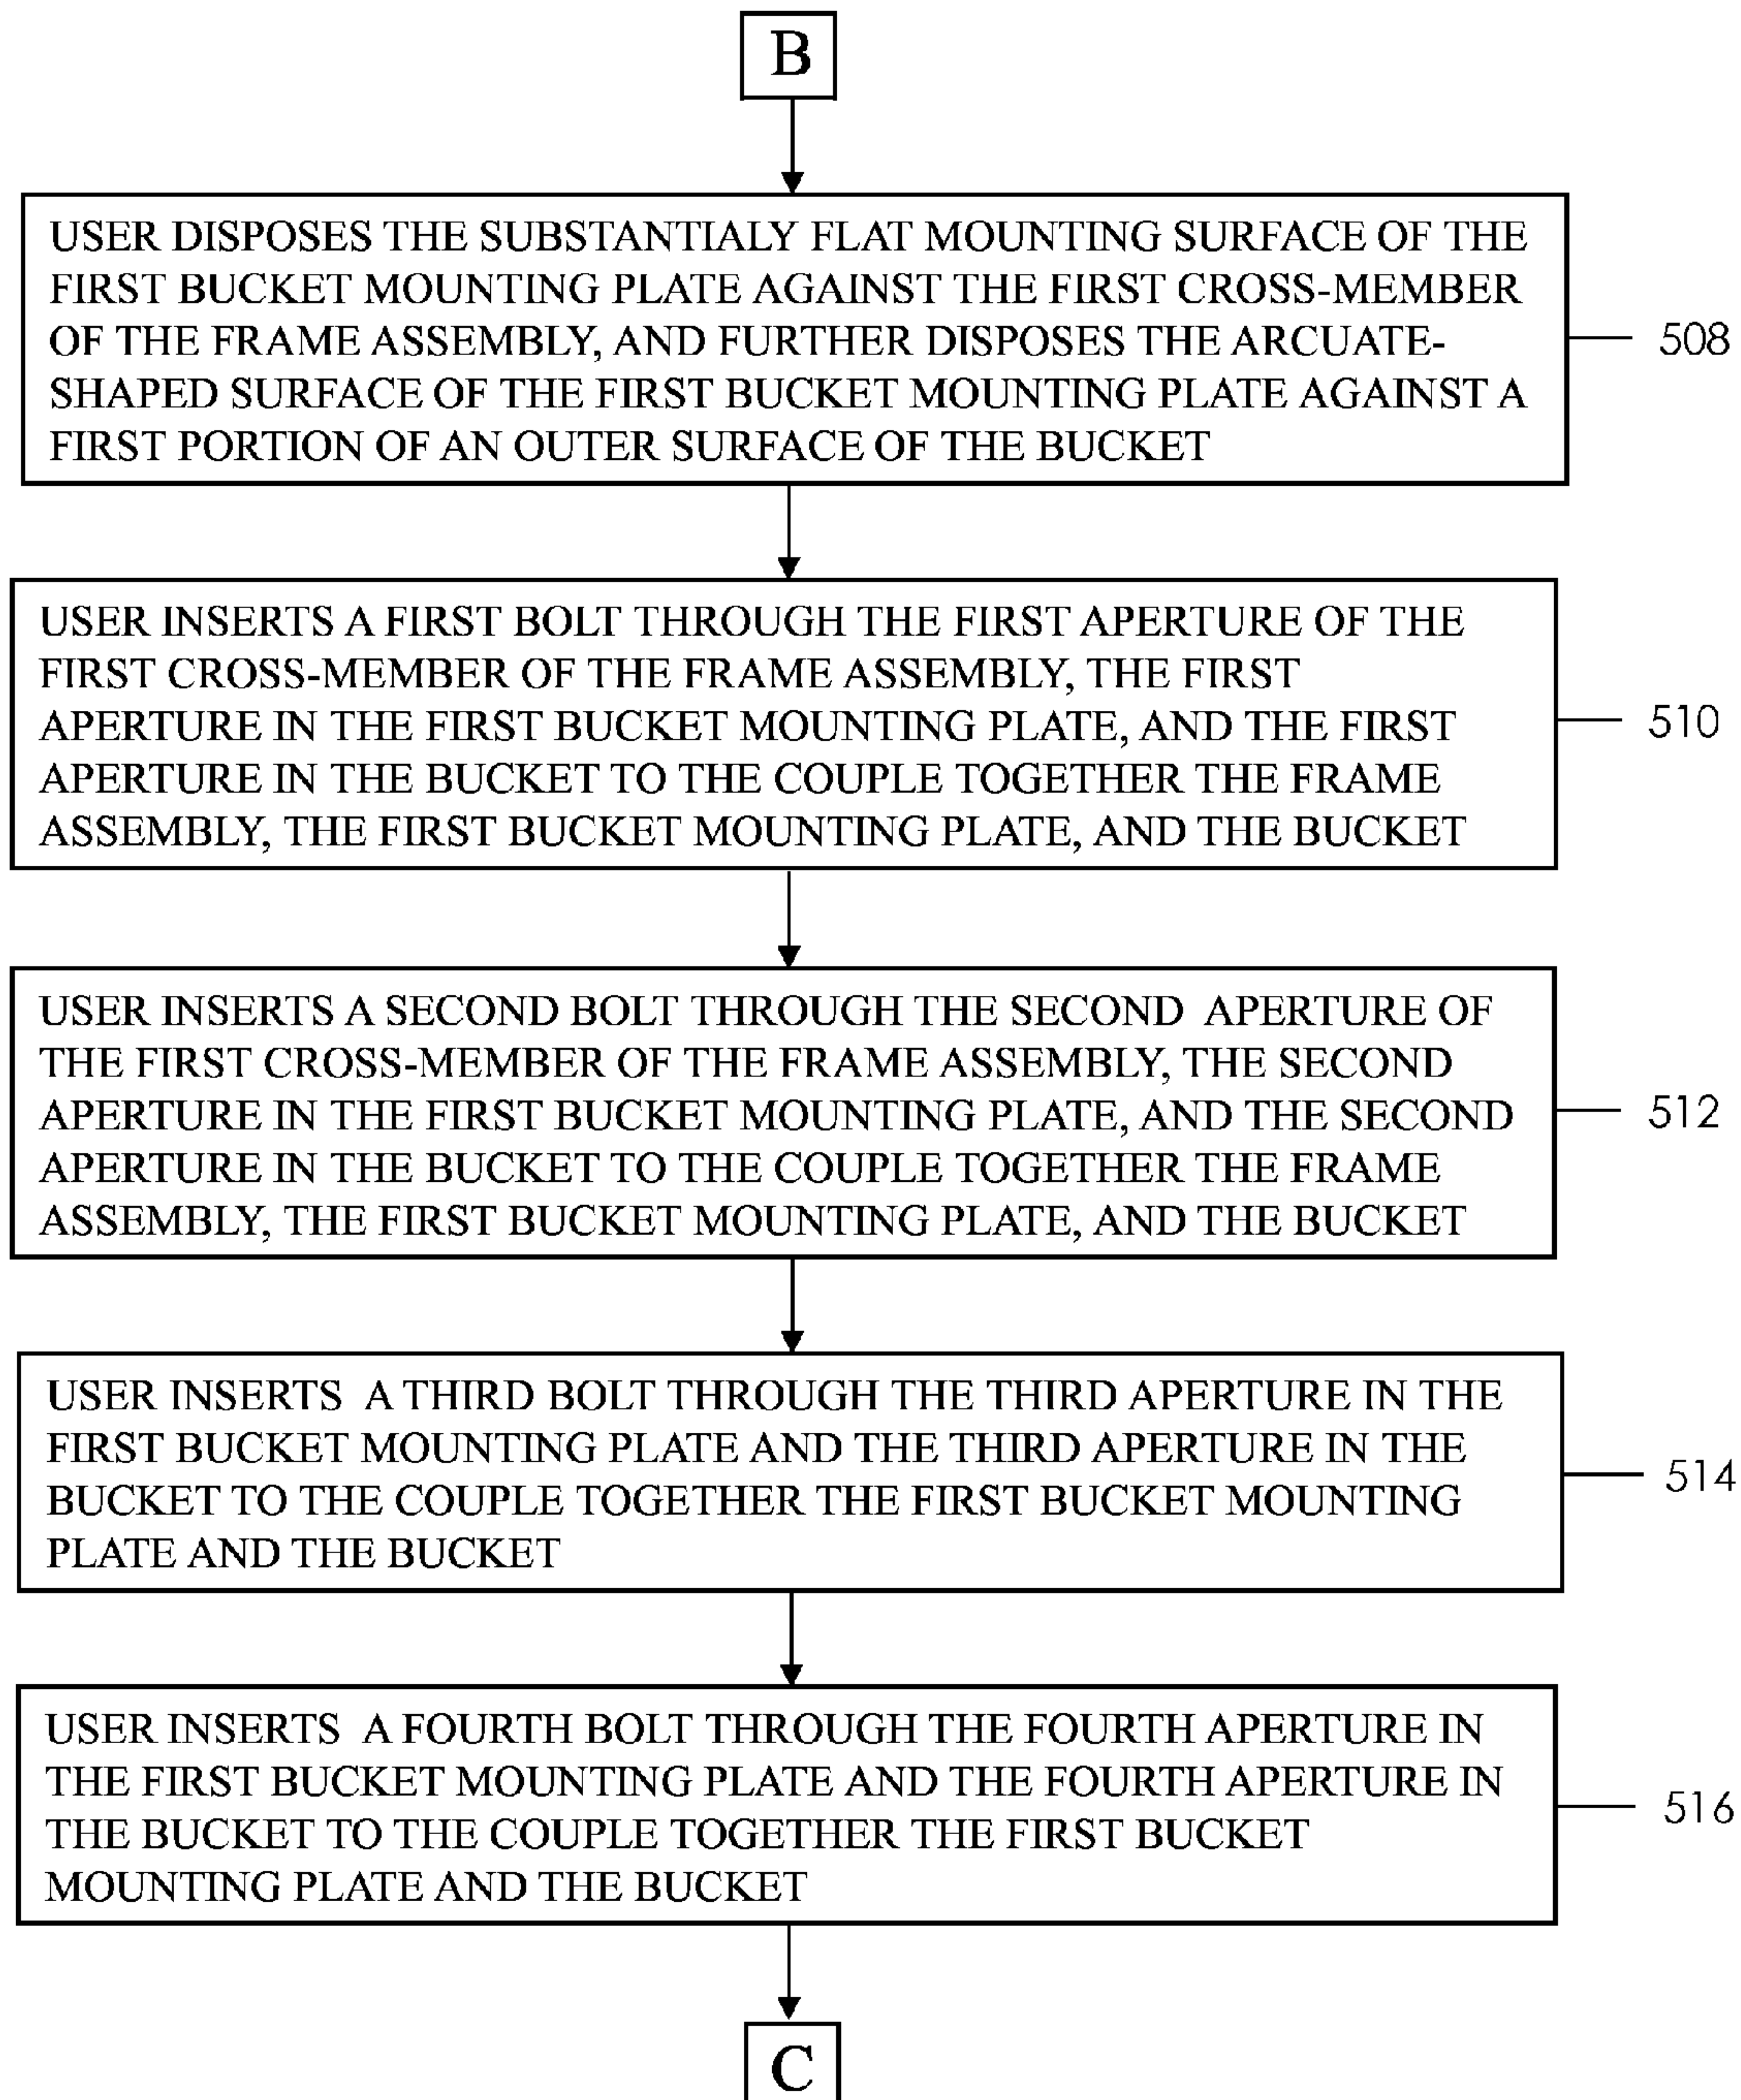 B
USER DISPOSES THE SUBSTANTIALY FLAT MOUNTING SURFACE OF THE
FIRST BUCKET MOUNTING PLATE AGAINST THE FIRST CROSS-MEMBER
OF THE FRAME ASSEMBLY, AND FURTHER DISPOSES THE ARCUATE-
SHAPED SURFACE OF THE FIRST BUCKET MOUNTING PLATE AGAINST A
FIRST PORTION OF AN OUTER SURFACE OF THE BUCKET
508
USER INSERTS A FIRST BOLT THROUGH THE FIRST APERTURE OF THE
FIRST CROSS-MEMBER OF THE FRAME ASSEMBLY, THE FIRST
APERTURE IN THE FIRST BUCKET MOUNTING PLATE, AND THE FIRST
APERTURE IN THE BUCKET TO THE COUPLE TOGETHER THE FRAME
ASSEMBLY, THE FIRST BUCKET MOUNTING PLATE, AND THE BUCKET
510
USER INSERTS A SECOND BOLT THROUGH THE SECOND APERTURE OF
THE FIRST CROSS-MEMBER OF THE FRAME ASSEMBLY, THE SECOND
APERTURE IN THE FIRST BUCKET MOUNTING PLATE, AND THE SECOND
APERTURE IN THE BUCKET TO THE COUPLE TOGETHER THE FRAME
ASSEMBLY, THE FIRST BUCKET MOUNTING PLATE, AND THE BUCKET
512
USER INSERTS A THIRD BOLT THROUGH THE THIRD APERTURE IN THE
FIRST BUCKET MOUNTING PLATE AND THE THIRD APERTURE IN THE
BUCKET TO THE COUPLE TOGETHER THE FIRST BUCKET MOUNTING
PLATE AND THE BUCKET
514
USER INSERTS A FOURTH BOLT THROUGH THE FOURTH APERTURE IN
THE FIRST BUCKET MOUNTING PLATE AND THE FOURTH APERTURE IN
THE BUCKET TO THE COUPLE TOGETHER THE FIRST BUCKET
MOUNTING PLATE AND THE BUCKET
516
C